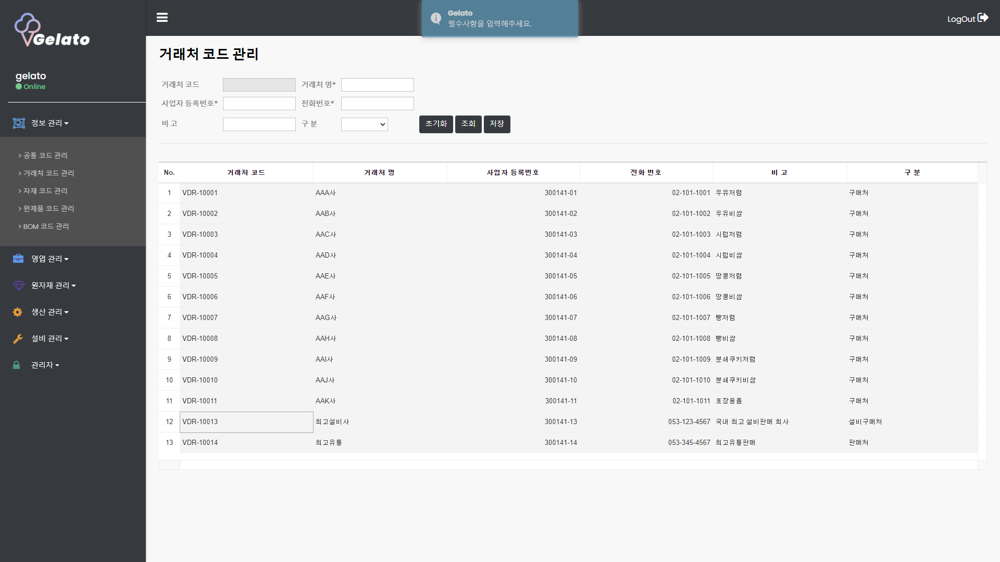 Gelato
gelato
Online
정보 관리
> 공통 코드 관리
> 거래처 코드 관리
> 자재 코드 관리
> 완제품 코드 관리
> BOM 코드 관리
영업 관리
원자재 관리
생산 관리
설비 관리
관리자
Gelato
필수사항을 입력해주세요.
LogOut
거래처 코드 관리
거래처 코드 거래처 명*
사업자 등록번호* 전화번호*
비 고 구 분 초기화 조회 저장
No. 거래처 코드 거래처 명 사업자 등록번호 전화 번호 비 고 구 분
1 VDR-10001 AAA사 300141-01 02-101-1001 우유저렴 구매처
2 VDR-10002 AAB사 300141-02 02-101-1002 우유비쌈 구매처
3 VDR-10003 AAC사 300141-03 02-101-1003 시럽저렴 구매처
4 VDR-10004 AAD사 300141-04 02-101-1004 시럽비쌈 구매처
5 VDR-10005 AAE사 300141-05 02-101-1005 땅콩저렴 구매처
6 VDR-10006 AAF사 300141-06 02-101-1006 땅콩비쌈 구매처
7 VDR-10007 AAG사 300141-07 02-101-1007 빵저렴 구매처
8 VDR-10008 AAH사 300141-08 02-101-1008 빵비쌈 구매처
9 VDR-10009 AAI사 300141-09 02-101-1009 분쇄쿠키저렴 구매처
10 VDR-10010 AAJ사 300141-10 02-101-1010 분쇄쿠키비쌈 구매처
11 VDR-10011 AAK사 300141-11 02-101-1011 포장용품 구매처
12 VDR-10013 최고설비사 300141-13 053-123-4567 국내 최고 설비판매 회사 설비구매처
13 VDR-10014 최고유통 300141-14 053-345-4567 최고유통판매 판매처